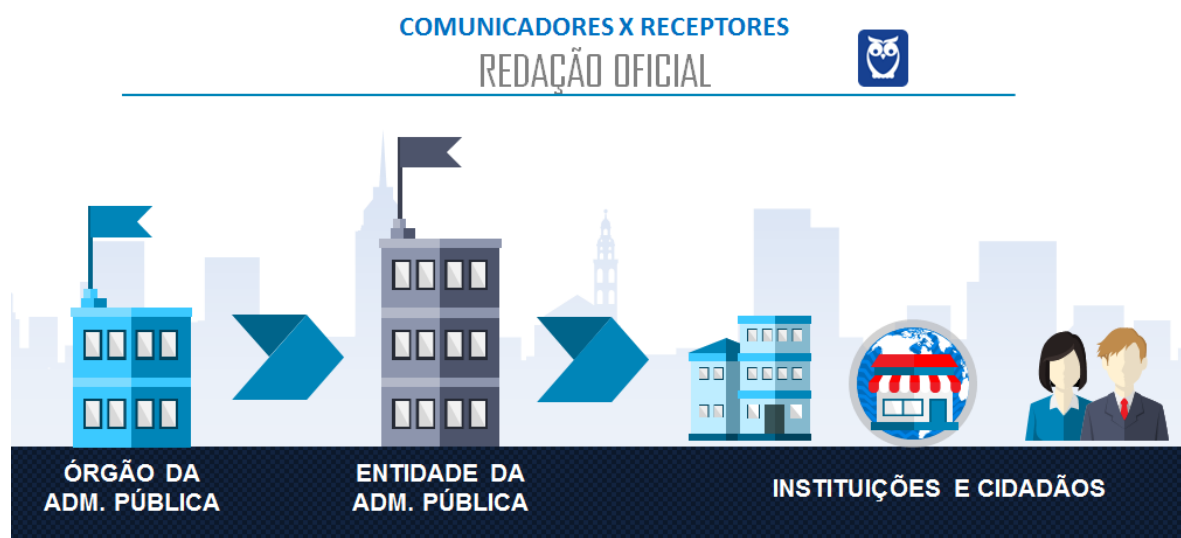 COMUNICADORES X RECEPTORES
REDAÇÃO OFICIAL
ÓRGÃO DA
ADM. PÚBLICA
ENTIDADE DA
ADM. PÚBLICA
INSTITUIÇÕES E CIDADÃOS